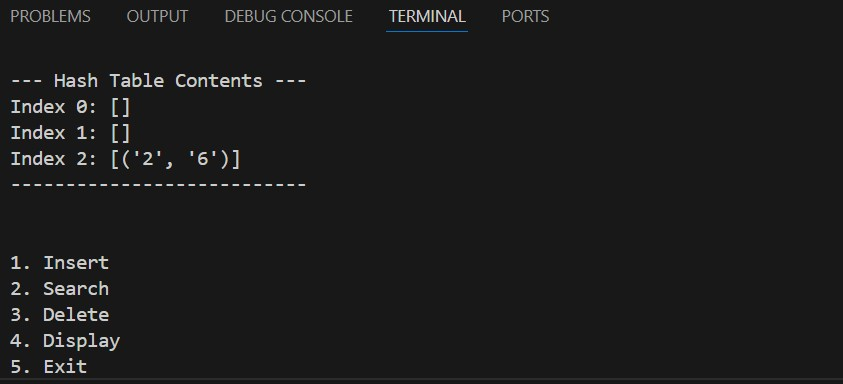 PROBLEMS OUTPUT DEBUG CONSOLE TERMINAL PORTS
--- Hash Table Contents ---
Index 0: []
Index 1: []
Index 2: [('2', '6')]
---------------------------
1. Insert
2. Search
3. Delete
4. Display
5. Exit